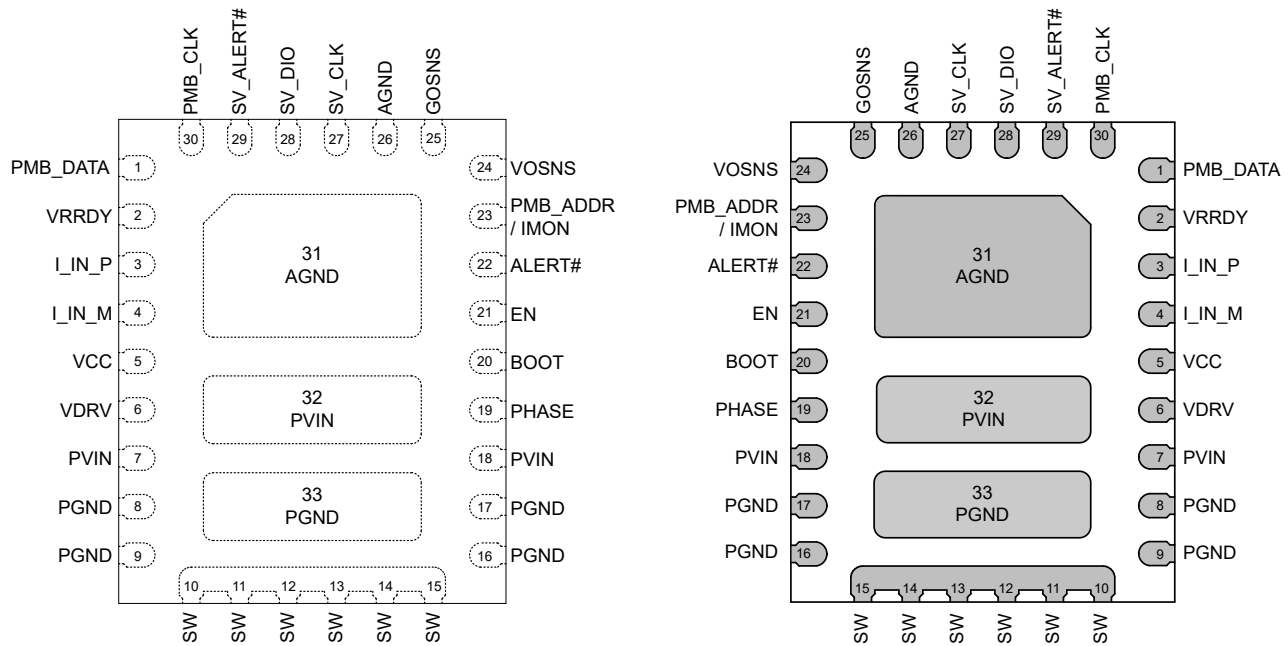 PMB_CLK
SV_ALERT#
SV_DIO
SV_CLK
AGND
GOSNS
30
29
28
27
26
25
PMB_DATA 1
VRRDY 2
I_IN_P 3
I_IN_M 4
VCC 5
VDRV 6
PVIN 7
PGND 8
PGND 9
31
AGND
32
PVIN
33
PGND
24 VOSNS
23 PMB_ADDR
/ IMON
22 ALERT#
21 EN
20 BOOT
19 PHASE
18 PVIN
17 PGND
16 PGND
10
11
12
13
14
15
SW
SW
SW
SW
SW
SW
GOSNS
AGND
SV_CLK
SV_DIO
SV_ALERT#
PMB_CLK
25
26
27
28
29
30
VOSNS 24
PMB_ADDR 23
/ IMON
ALERT# 22
EN 21
BOOT 20
PHASE 19
PVIN 18
PGND 17
PGND 16
31
AGND
32
PVIN
33
PGND
1 PMB_DATA
2 VRRDY
3 I_IN_P
4 I_IN_M
5 VCC
6 VDRV
7 PVIN
8 PGND
9 PGND
15
14
13
12
11
10
SW
SW
SW
SW
SW
SW